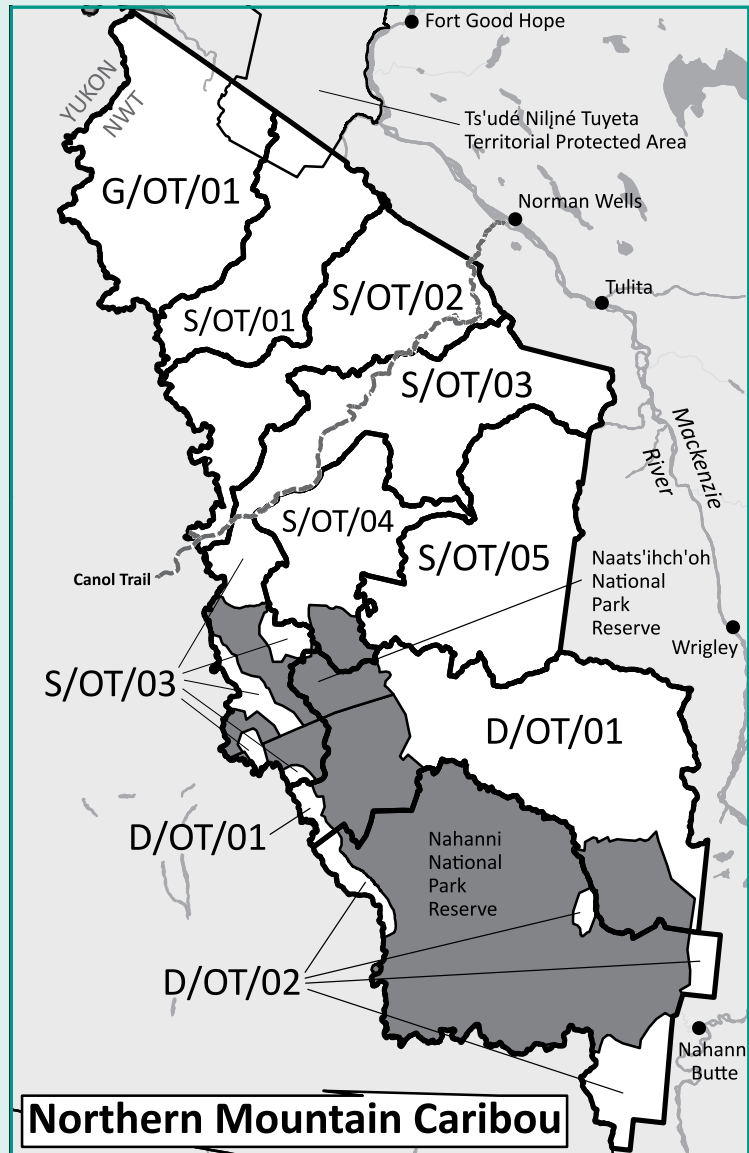 Fort Good Hope
YUKON
NWT
Ts'udé Nilįné Tuyeta
Territorial Protected Area
G/OT/01
Norman Wells
S/OT/02
Tulita
S/OT/01
S/OT/03
Mackenzie
River
S/OT/04
S/OT/05
Naats'ihch'oh
National
Park
Reserve
Canol Trail
Wrigley
S/OT/03
D/OT/01
D/OT/01
Nahanni
National
Park
Reserve
D/OT/02
Nahann
Butte
Northern Mountain Caribou